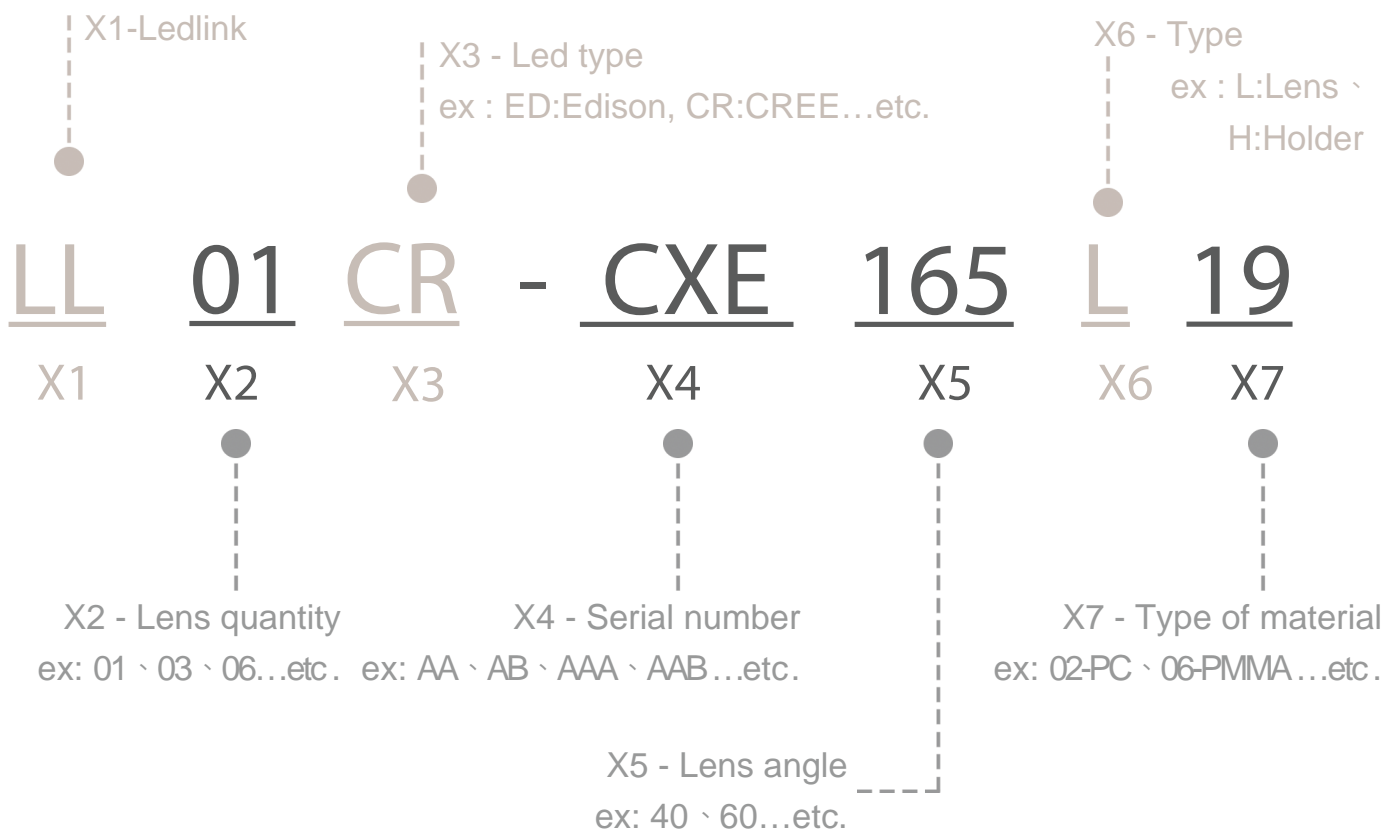 X1-Ledlink
X3 - Led type
ex : ED:Edison, CR:CREE…etc.
X6 - Type
ex : L:Lens、
H:Holder
LL 01 CR - CXE 165 L 19
X1 X2 X3 X4 X5 X6 X7
X2 - Lens quantity
ex: 01、03、06…etc.
X4 - Serial number
ex: AA、AB、AAA、AAB…etc.
X7 - Type of material
ex: 02-PC、06-PMMA…etc.
X5 - Lens angle
ex: 40、60…etc.